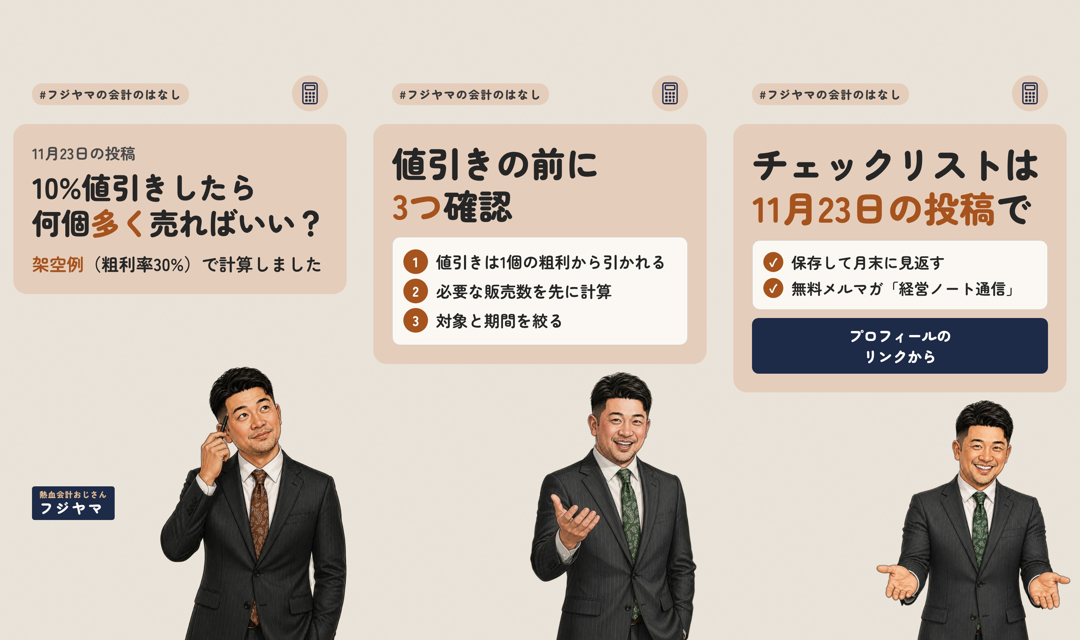 #フジヤマの会計のはなし
11月23日の投稿
10%値引きしたら
何個多く売ればいい？
架空例（粗利率30%）で計算しました
熱血会計おじさん
フジヤマ
#フジヤマの会計のはなし
値引きの前に
3つ確認
1 値引きは1個の粗利から引かれる
2 必要な販売数を先に計算
3 対象と期間を絞る
#フジヤマの会計のはなし
チェックリストは
11月23日の投稿で
✓ 保存して月末に見返す
✓ 無料メルマガ「経営ノート通信」
プロフィールの
リンクから